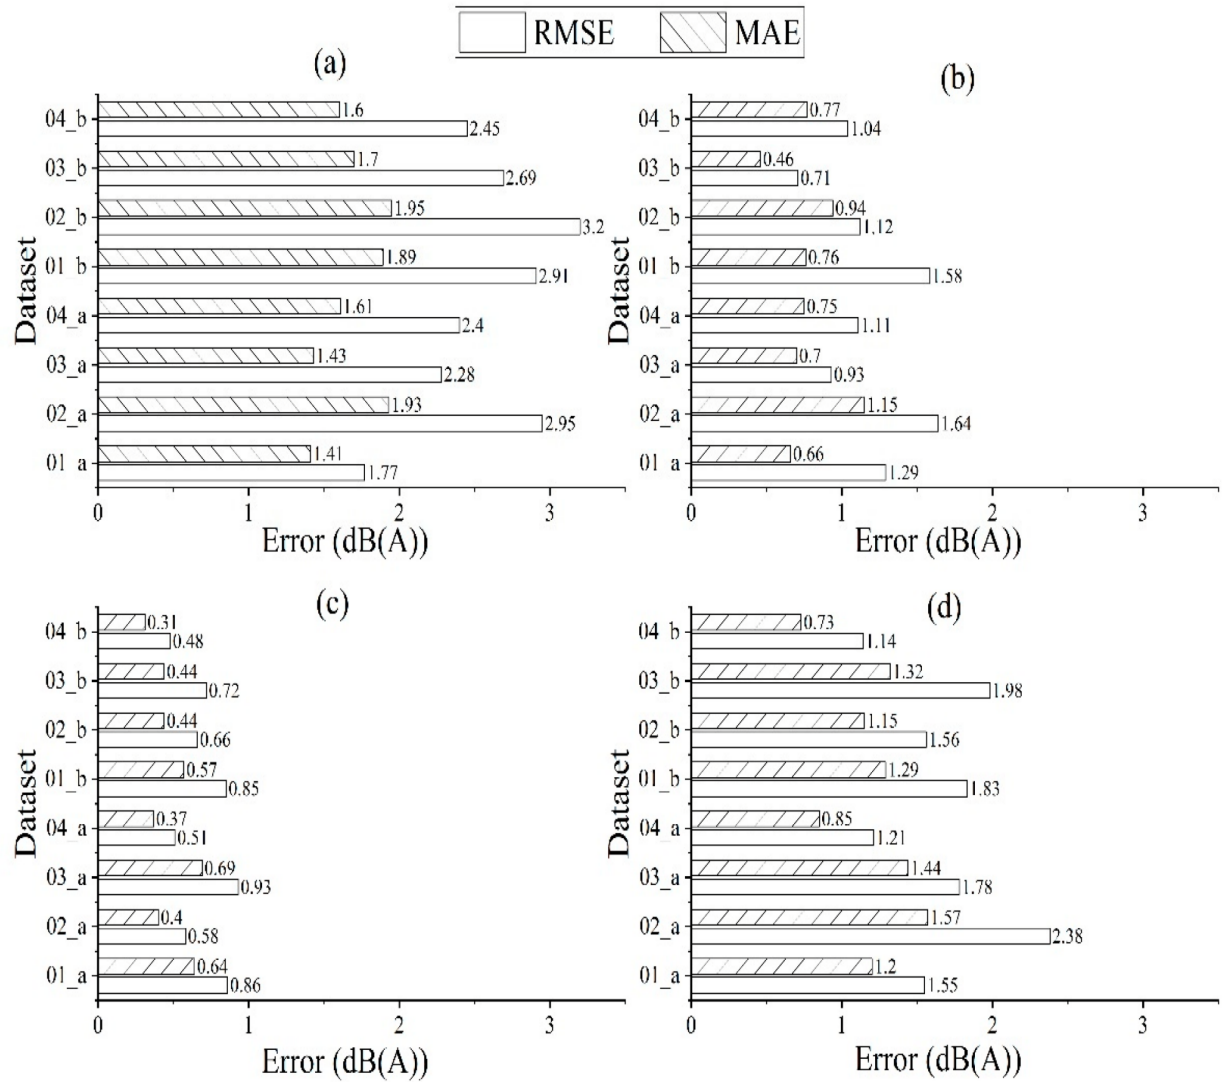 RMSE MAE
(a)
04_b 1.6
2.45
03_b 1.7
2.69
02_b 1.95
3.2
01_b 1.89
2.91
04_a 1.61
2.4
03_a 1.43
2.28
02_a 1.93
2.95
01_a 1.41
1.77
Dataset
0 1 2 3
Error (dB(A))
(b)
04_b 0.77
1.04
03_b 0.46
0.71
02_b 0.94
1.12
01_b 0.76
1.58
04_a 0.75
1.11
03_a 0.7
0.93
02_a 1.15
1.64
01_a 0.66
1.29
Dataset
0 1 2 3
Error (dB(A))
(c)
04_b 0.31
0.48
03_b 0.44
0.72
02_b 0.44
0.66
01_b 0.57
0.85
04_a 0.37
0.51
03_a 0.69
0.93
02_a 0.4
0.58
01_a 0.64
0.86
Dataset
0 1 2 3
Error (dB(A))
(d)
04_b 0.73
1.14
03_b 1.32
1.98
02_b 1.15
1.56
01_b 1.29
1.83
04_a 0.85
1.21
03_a 1.44
1.78
02_a 1.57
2.38
01_a 1.2
1.55
Dataset
0 1 2 3
Error (dB(A))